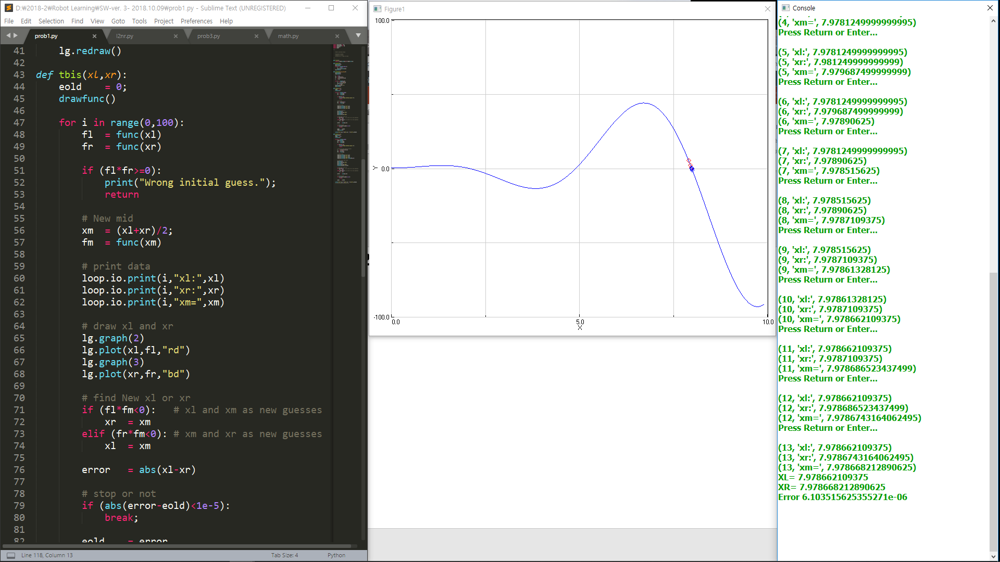 D:₩2018-2₩Robot Learning₩SW-ver. 3- 2018.10.09₩prob1.py - Sublime Text (UNREGISTERED)
File Edit Selection Find View Goto Tools Project Preferences Help
prob1.py l2nr.py prob3.py math.py
41 lg.redraw()
42
43 def tbis(xl,xr):
44 eold = 0;
45 drawfunc()
46
47 for i in range(0,100):
48 fl = func(xl)
49 fr = func(xr)
50
51 if (fl*fr>=0):
52 print("Wrong initial guess.");
53 return
54
55 # New mid
56 xm = (xl+xr)/2;
57 fm = func(xm)
58
59 # print data
60 loop.io.print(i,"xl:",xl)
61 loop.io.print(i,"xr:",xr)
62 loop.io.print(i,"xm=",xm)
63
64 # draw xl and xr
65 lg.graph(2)
66 lg.plot(xl,fl,"rd")
67 lg.graph(3)
68 lg.plot(xr,fr,"bd")
69
70 # find New xl or xr
71 if (fl*fm<0): # xl and xm as new guesses
72 xr = xm
73 elif (fr*fm<0): # xm and xr as new guesses
74 xl = xm
75
76 error = abs(xl-xr)
77
78 # stop or not
79 if (abs(error-eold)<1e-5):
80 break;
81
82 eold = error
Line 118, Column 13 Tab Size: 4 Python
Figure1
100.0
Y 0.0
-100.0
0.0 5.0 10.0
X
Console
(4, 'xm=', 7.9781249999999995)
Press Return or Enter...
(5, 'xl:', 7.9781249999999995)
(5, 'xr:', 7.981249999999999)
(5, 'xm=', 7.979687499999999)
Press Return or Enter...
(6, 'xl:', 7.9781249999999995)
(6, 'xr:', 7.979687499999999)
(6, 'xm=', 7.97890625)
Press Return or Enter...
(7, 'xl:', 7.9781249999999995)
(7, 'xr:', 7.97890625)
(7, 'xm=', 7.978515625)
Press Return or Enter...
(8, 'xl:', 7.978515625)
(8, 'xr:', 7.97890625)
(8, 'xm=', 7.9787109375)
Press Return or Enter...
(9, 'xl:', 7.978515625)
(9, 'xr:', 7.9787109375)
(9, 'xm=', 7.97861328125)
Press Return or Enter...
(10, 'xl:', 7.97861328125)
(10, 'xr:', 7.9787109375)
(10, 'xm=', 7.978662109375)
Press Return or Enter...
(11, 'xl:', 7.978662109375)
(11, 'xr:', 7.9787109375)
(11, 'xm=', 7.978686523437499)
Press Return or Enter...
(12, 'xl:', 7.978662109375)
(12, 'xr:', 7.978686523437499)
(12, 'xm=', 7.9786743164062495)
Press Return or Enter...
(13, 'xl:', 7.978662109375)
(13, 'xr:', 7.9786743164062495)
(13, 'xm=', 7.978668212890625)
XL= 7.978662109375
XR= 7.978668212890625
Error 6.103515625355271e-06